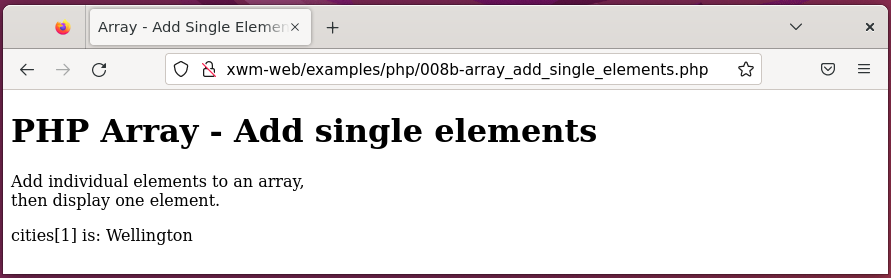 Array - Add Single Elemen
xwm-web/examples/php/008b-array_add_single_elements.php
PHP Array - Add single elements
Add individual elements to an array,
then display one element.
cities[1] is: Wellington